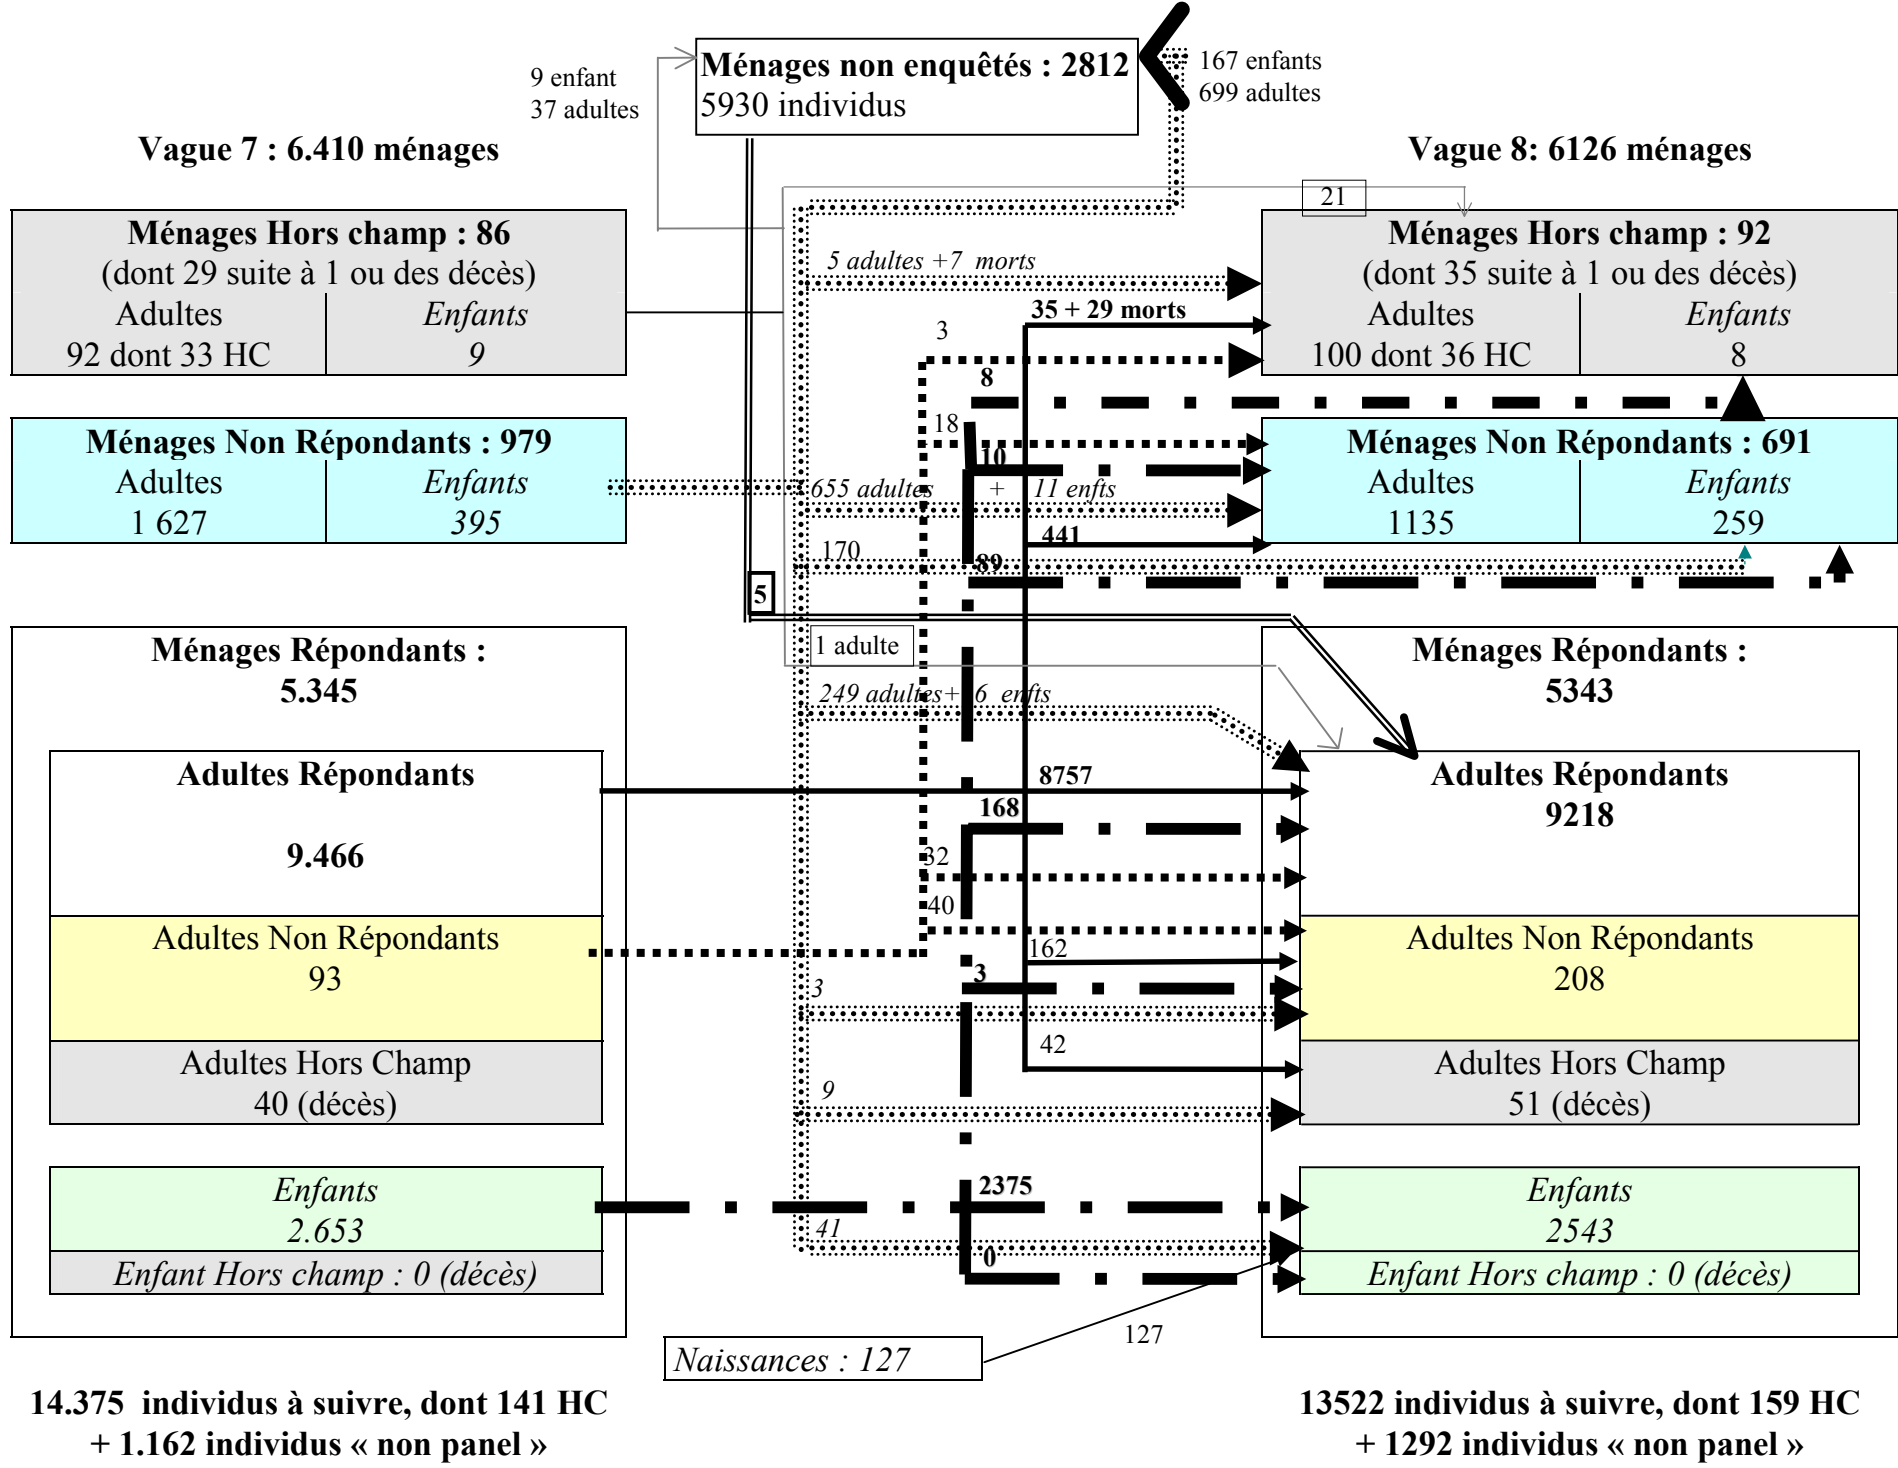 9 enfant
37 adultes
Ménages non enquêtés : 2812
5930 individus
167 enfants
699 adultes
Vague 7 : 6.410 ménages
Vague 8: 6126 ménages
Ménages Hors champ : 86
(dont 29 suite à 1 ou des décès)
Adultes
92 dont 33 HC
Enfants
9
Ménages Non Répondants : 979
Adultes
1 627
Enfants
395
Ménages Répondants :
5.345
Adultes Répondants
9.466
Adultes Non Répondants
93
Adultes Hors Champ
40 (décès)
Enfants
2.653
Enfant Hors champ : 0 (décès)
21
5 adultes +7 morts
35 + 29 morts
3
8
18
10
655 adultes + 11 enfts
441
170
89
5
1 adulte
249 adultes+ 6 enfts
8757
168
32
40
162
3
3
42
9
2375
41
0
127
Naissances : 127
Ménages Hors champ : 92
(dont 35 suite à 1 ou des décès)
Adultes
100 dont 36 HC
Enfants
8
Ménages Non Répondants : 691
Adultes
1135
Enfants
259
Ménages Répondants :
5343
Adultes Répondants
9218
Adultes Non Répondants
208
Adultes Hors Champ
51 (décès)
Enfants
2543
Enfant Hors champ : 0 (décès)
14.375 individus à suivre, dont 141 HC
+ 1.162 individus « non panel »
13522 individus à suivre, dont 159 HC
+ 1292 individus « non panel »